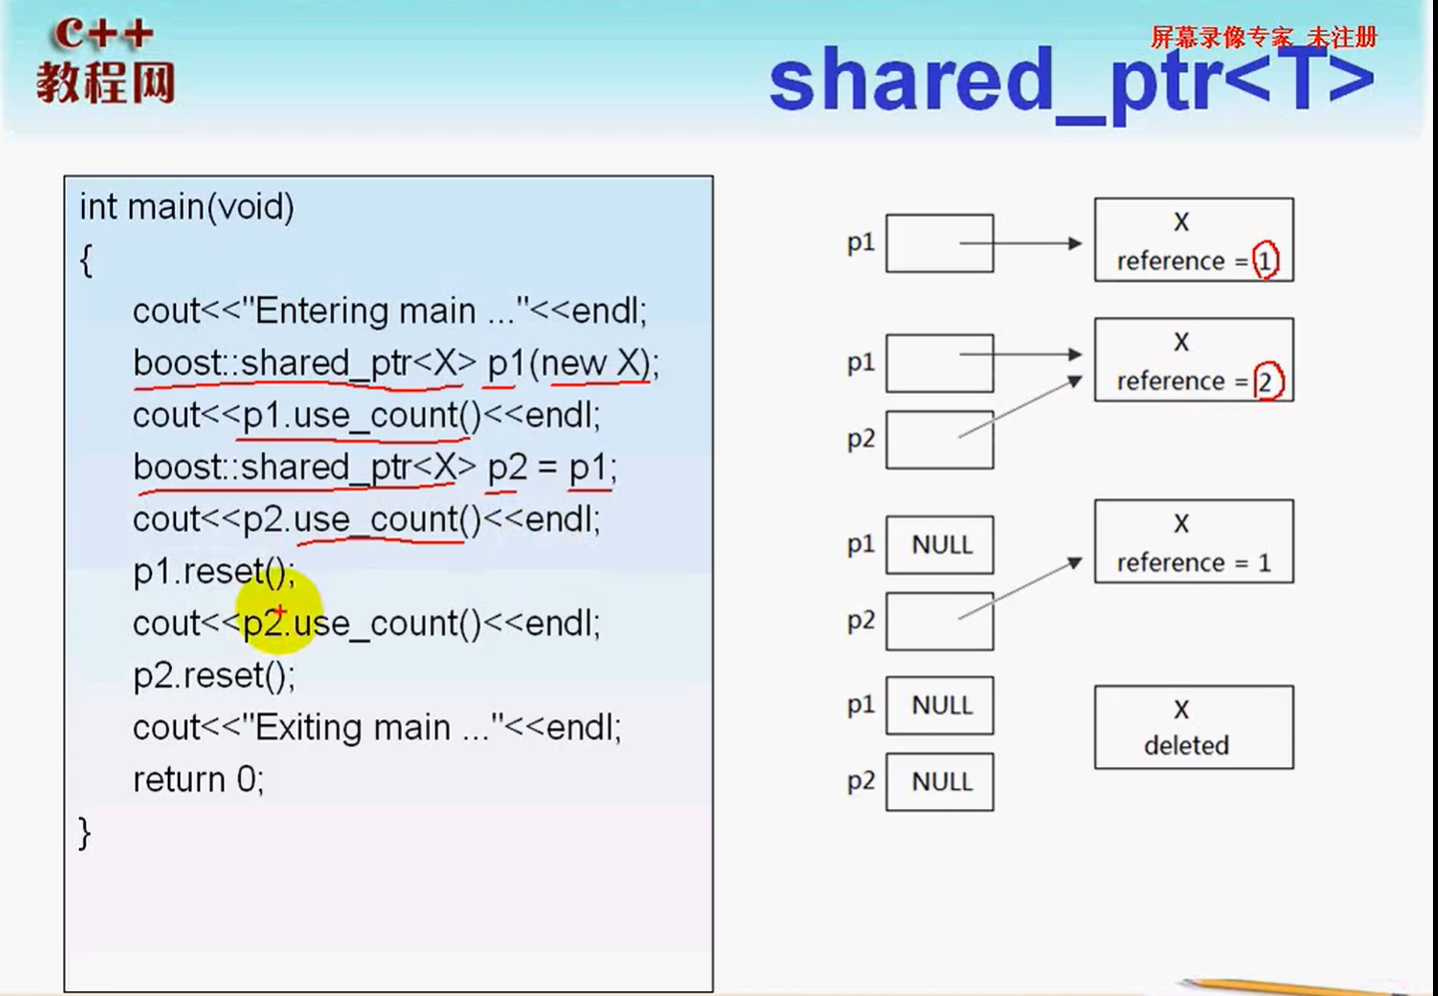 C++
教程网
屏幕录像专家 未注册
shared_ptr<T>
int main(void)
{
cout<<"Entering main ..."<<endl;
boost::shared_ptr<X> p1(new X);
cout<<p1.use_count()<<endl;
boost::shared_ptr<X> p2 = p1;
cout<<p2.use_count()<<endl;
p1.reset();
cout<<p2.use_count()<<endl;
p2.reset();
cout<<"Exiting main ..."<<endl;
return 0;
}
p1
X
reference = 1
p1
p2
X
reference = 2
p1 NULL
p2
X
reference = 1
p1 NULL
p2 NULL
X
deleted